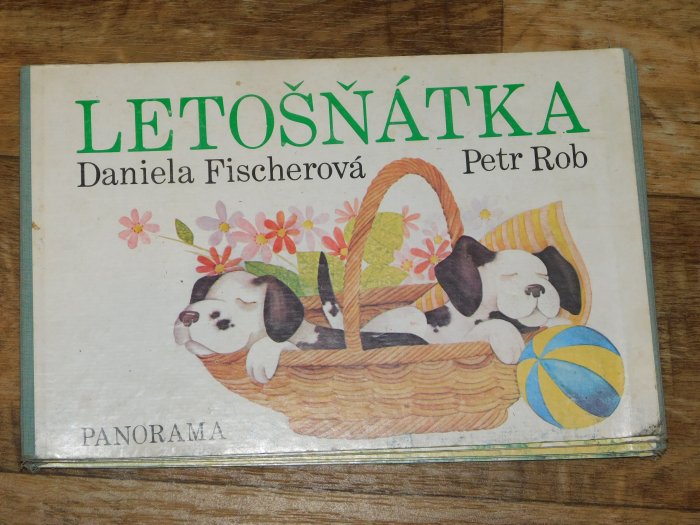 LETOŠŇÁTKA
Daniela Fischerová Petr Rob
PANORAMA